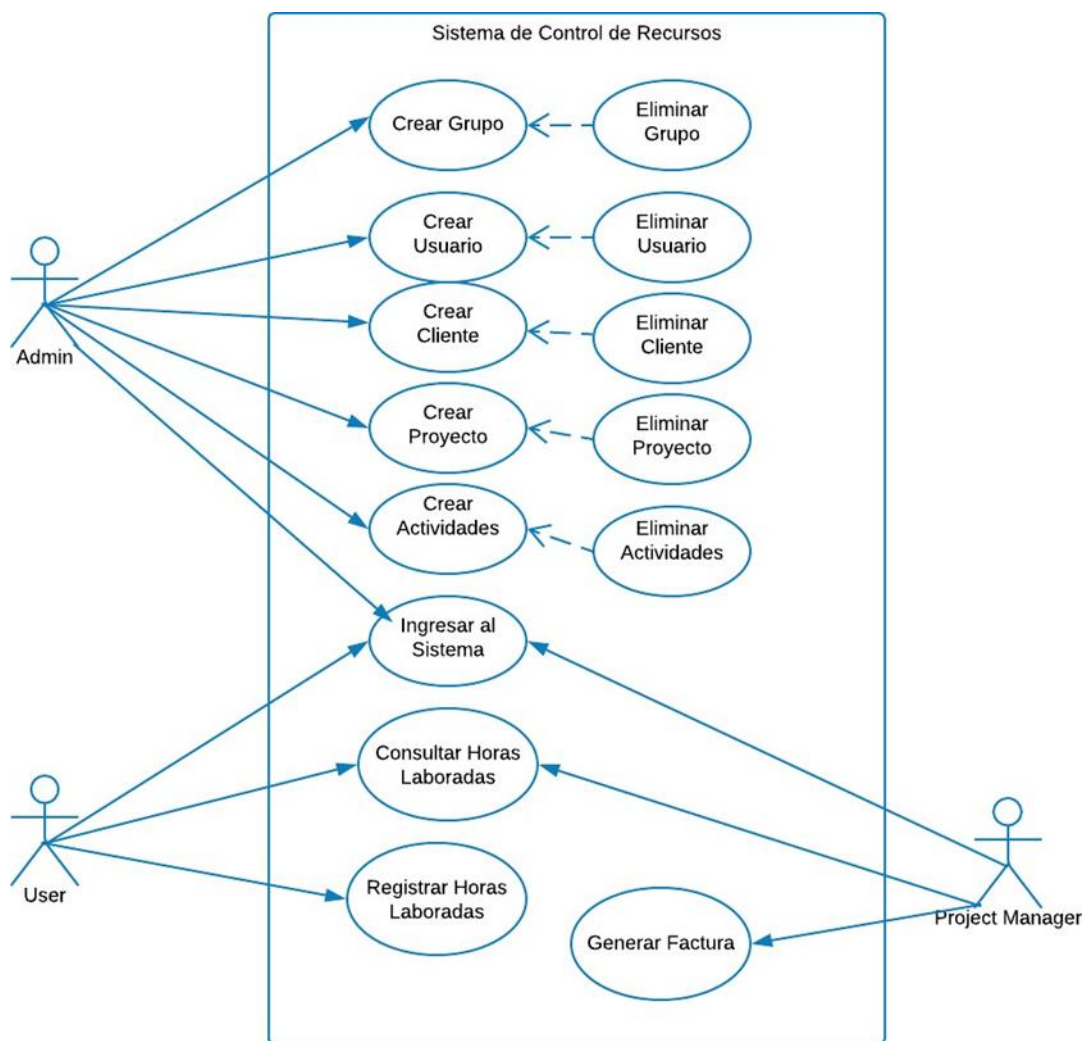 Sistema de Control de Recursos
Crear Grupo
Eliminar
Grupo
Crear
Usuario
Eliminar
Usuario
Crear
Cliente
Eliminar
Cliente
Admin
Crear
Proyecto
Eliminar
Proyecto
Crear
Actividades
Eliminar
Actividades
Ingresar al
Sistema
Consultar Horas
Laboradas
User
Registrar Horas
Laboradas
Generar Factura
Project Manager